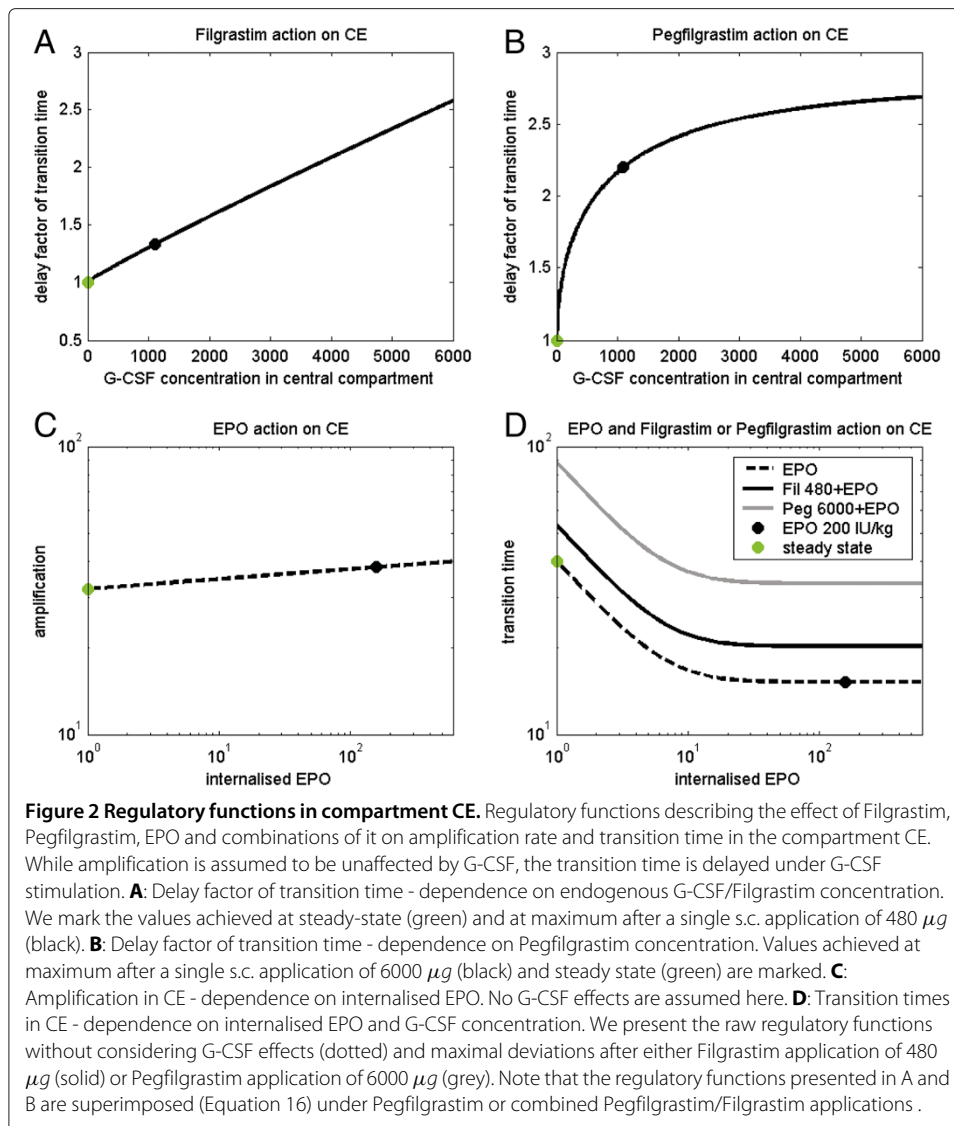 A
Filgrastim action on CE
3
2.5
2
1.5
1
0.5
delay factor of transition time
0 1000 2000 3000 4000 5000 6000
G-CSF concentration in central compartment
B
Pegfilgrastim action on CE
3
2.5
2
1.5
1
delay factor of transition time
0 1000 2000 3000 4000 5000 6000
G-CSF concentration in central compartment
C
EPO action on CE
10²
10¹
amplification
10⁰ 10¹ 10²
internalised EPO
D
EPO and Filgrastim or Pegfilgrastim action on CE
10²
10¹
transition time
EPO
Fil 480+EPO
Peg 6000+EPO
EPO 200 IU/kg
steady state
10⁰ 10¹ 10²
internalised EPO
Figure 2 Regulatory functions in compartment CE. Regulatory functions describing the effect of Filgrastim,
Pegfilgrastim, EPO and combinations of it on amplification rate and transition time in the compartment CE.
While amplification is assumed to be unaffected by G-CSF, the transition time is delayed under G-CSF
stimulation. A: Delay factor of transition time - dependence on endogenous G-CSF/Filgrastim concentration.
We mark the values achieved at steady-state (green) and at maximum after a single s.c. application of 480 μg
(black). B: Delay factor of transition time - dependence on Pegfilgrastim concentration. Values achieved at
maximum after a single s.c. application of 6000 μg (black) and steady state (green) are marked. C:
Amplification in CE - dependence on internalised EPO. No G-CSF effects are assumed here. D: Transition times
in CE - dependence on internalised EPO and G-CSF concentration. We present the raw regulatory functions
without considering G-CSF effects (dotted) and maximal deviations after either Filgrastim application of 480
μg (solid) or Pegfilgrastim application of 6000 μg (grey). Note that the regulatory functions presented in A and
B are superimposed (Equation 16) under Pegfilgrastim or combined Pegfilgrastim/Filgrastim applications .